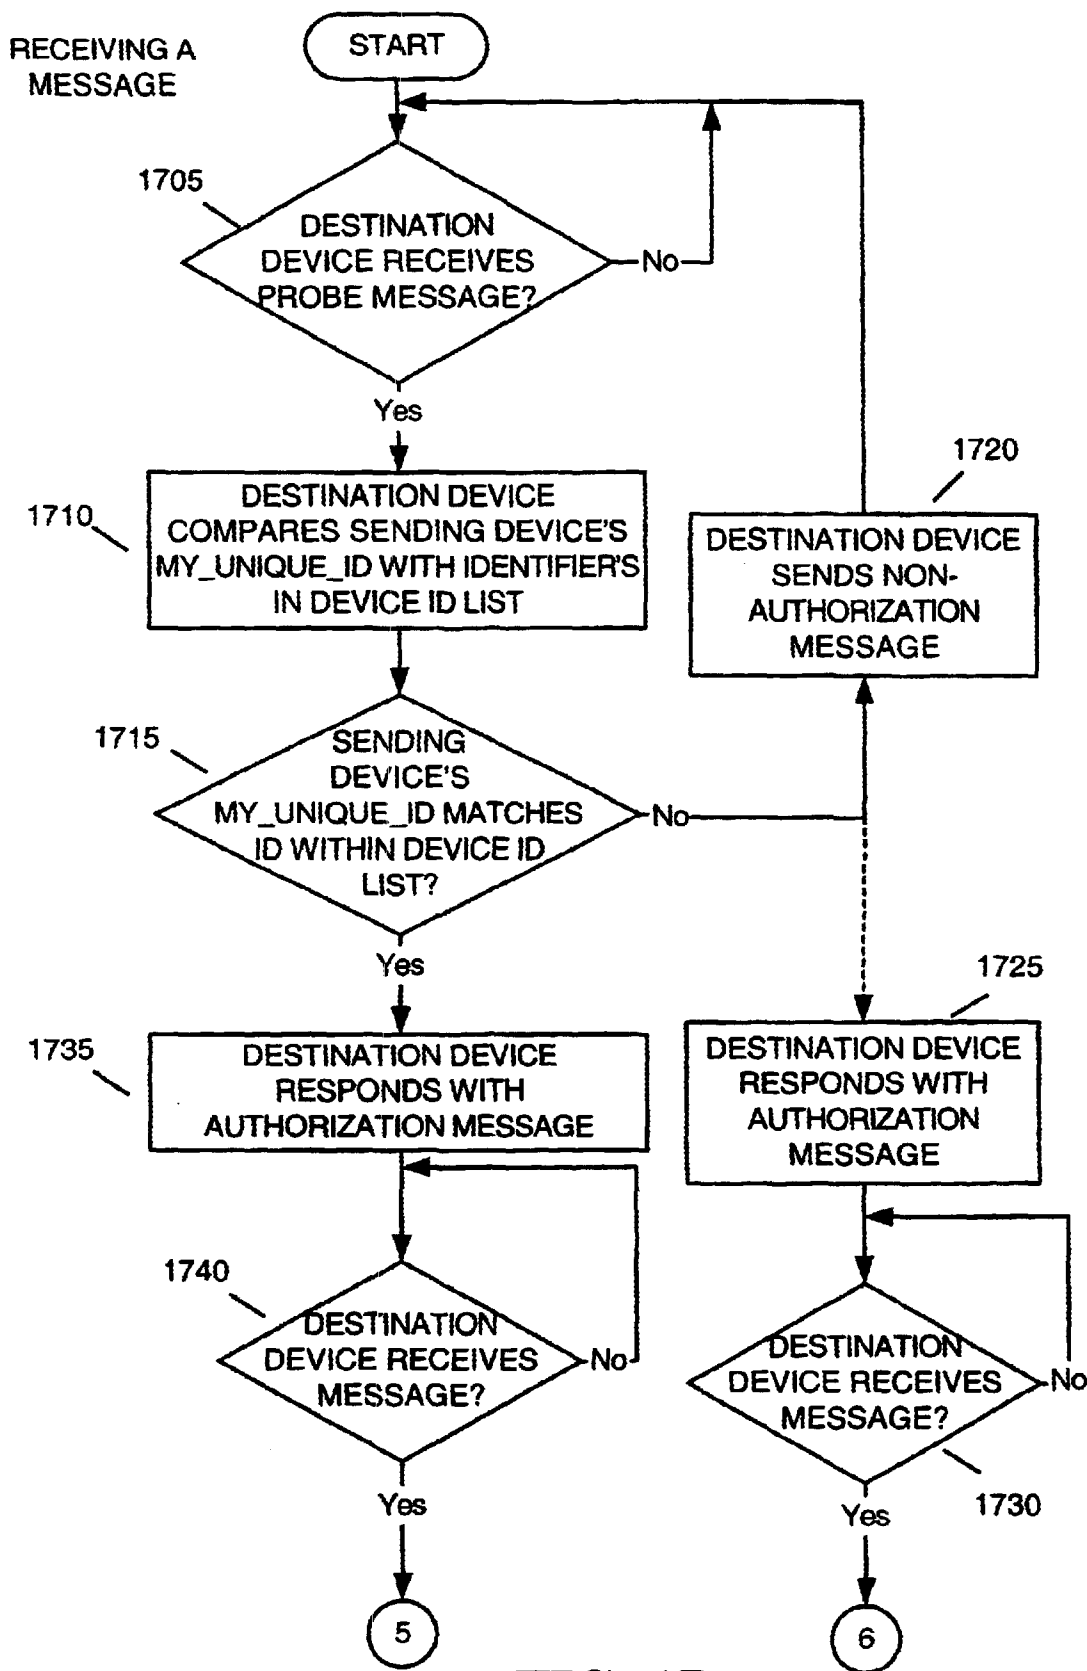 RECEIVING A
MESSAGE
START
1705
DESTINATION
DEVICE RECEIVES
PROBE MESSAGE?
No
Yes
1710
DESTINATION DEVICE
COMPARES SENDING DEVICE'S
MY_UNIQUE_ID WITH IDENTIFIER'S
IN DEVICE ID LIST
1720
DESTINATION DEVICE
SENDS NON-
AUTHORIZATION
MESSAGE
1715
SENDING
DEVICE'S
MY_UNIQUE_ID MATCHES
ID WITHIN DEVICE ID
LIST?
No
Yes
1725
DESTINATION DEVICE
RESPONDS WITH
AUTHORIZATION
MESSAGE
1735
DESTINATION DEVICE
RESPONDS WITH
AUTHORIZATION MESSAGE
1740
DESTINATION
DEVICE RECEIVES
MESSAGE?
No
Yes
5
DESTINATION
DEVICE RECEIVES
MESSAGE?
No
1730
Yes
6